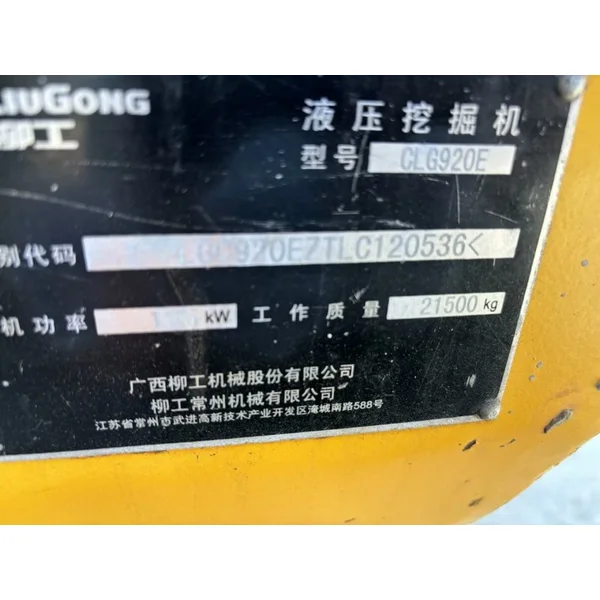 LIUGONG
柳工
液压挖掘机
型号 CLG920E
别代码 LG0920EZTLC120536<
机功率 kW 工作质量 21500 kg
广西柳工机械股份有限公司
柳工常州机械有限公司
江苏省常州市武进高新技术产业开发区淹城南路588号